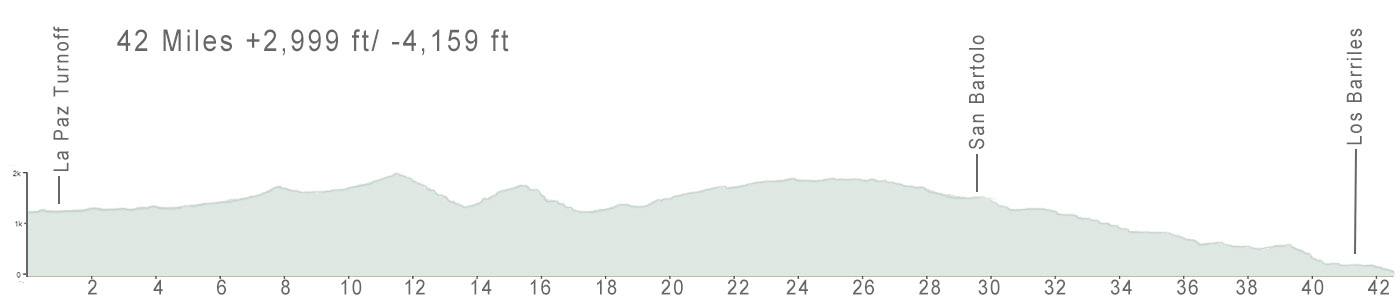 42 Miles +2,999 ft/ -4,159 ft
La Paz Turnoff
San Bartolo
Los Barriles
2k
1k
0
2 4 6 8 10 12 14 16 18 20 22 24 26 28 30 32 34 36 38 40 42